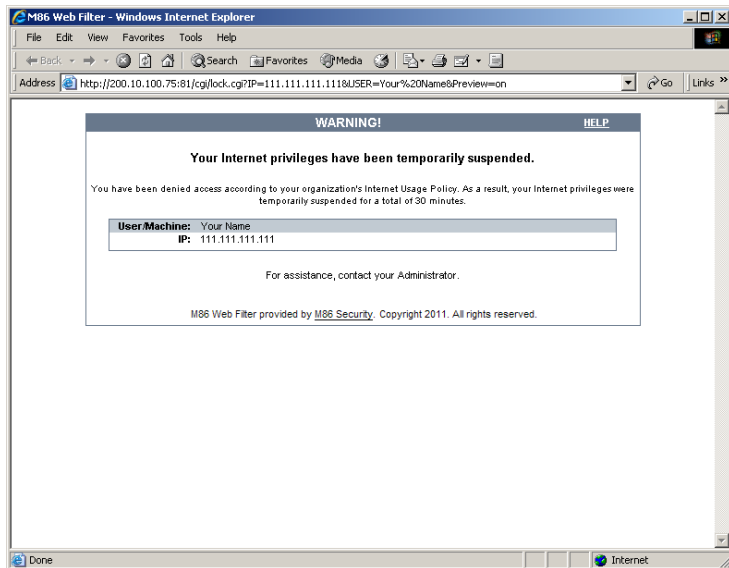 M86 Web Filter - Windows Internet Explorer
File Edit View Favorites Tools Help
Back Search Favorites Media
Address http://200.10.100.75:81/cgi/lock.cgi?IP=111.111.111.111&USER=Your%20Name&Preview=on Go Links »
WARNING! HELP
Your Internet privileges have been temporarily suspended.
You have been denied access according to your organization's Internet Usage Policy. As a result, your Internet privileges were
temporarily suspended for a total of 30 minutes.
User/Machine: Your Name
IP: 111.111.111.111
For assistance, contact your Administrator.
M86 Web Filter provided by M86 Security. Copyright 2011. All rights reserved.
Done Internet